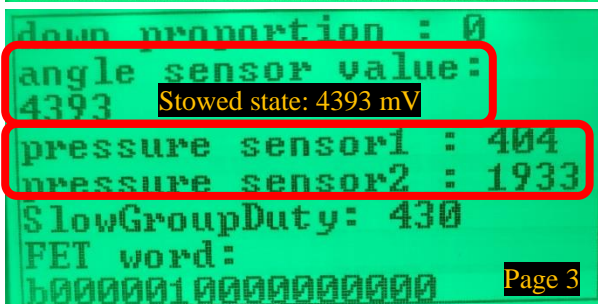 down proportion : 0
angle sensor value:
4393
Stowed state: 4393 mV
pressure sensor1 : 404
pressure sensor2 : 1933
SlowGroupDuty: 430
FET word:
b0000010000000000
Page 3